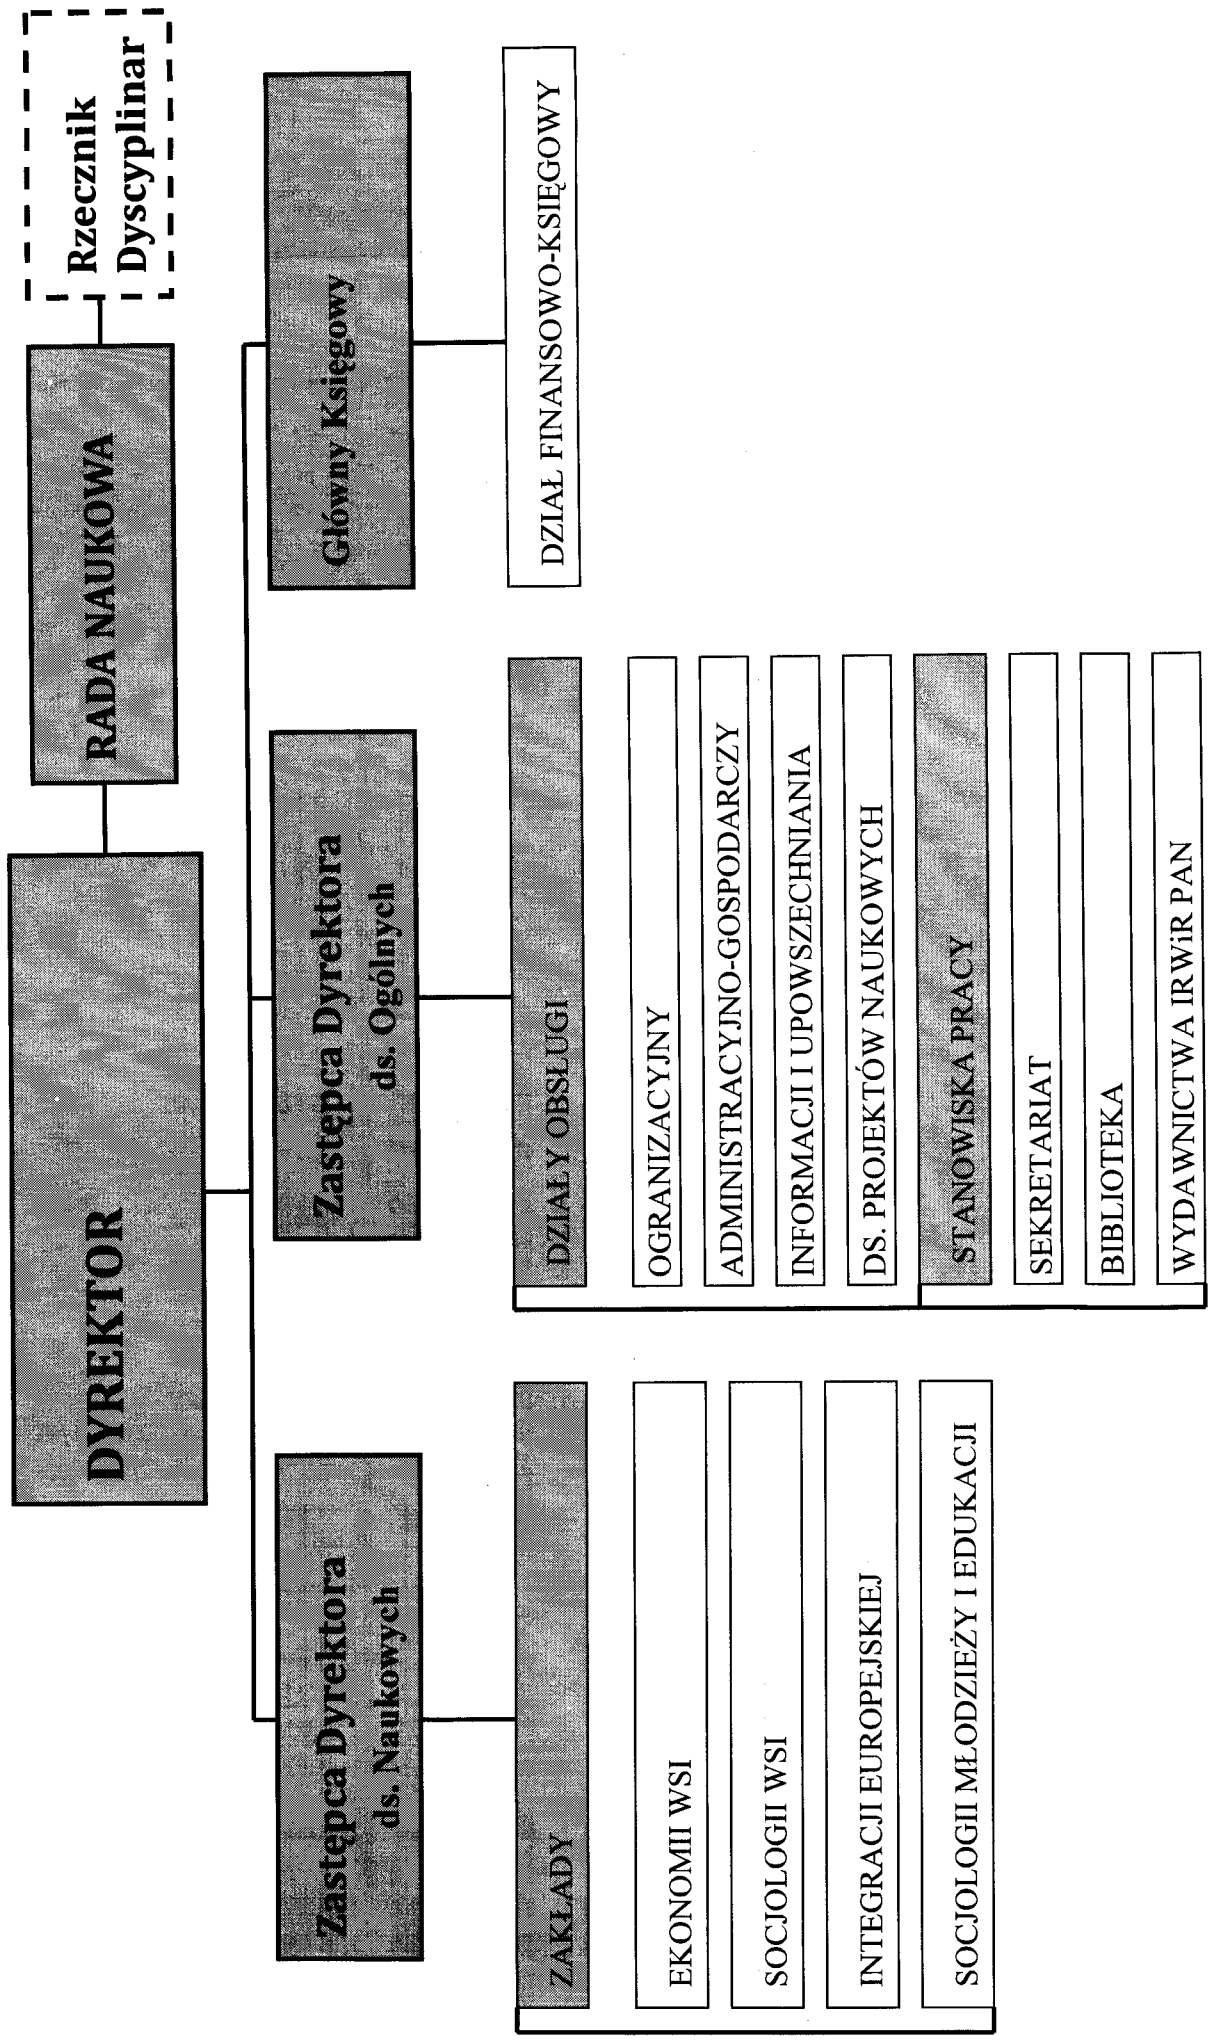 DYREKTOR
RADA NAUKOWA
Rzecznik
Dyscyplinar
Zastępca Dyrektora
ds. Naukowych
Zastępca Dyrektora
ds. Ogólnych
Główny Księgowy
ZAKŁADY
EKONOMII WSI
SOCJOLOGII WSI
INTEGRACJI EUROPEJSKIEJ
SOCJOLOGII MŁODZIEŻY I EDUKACJI
DZIAŁY OBSŁUGI
OGRANIZACYJNY
ADMINISTRACYJNO-GOSPODARCZY
INFORMACJI I UPOWSZECHNIANIA
DS. PROJEKTÓW NAUKOWYCH
STANOWISKA PRACY
SEKRETARIAT
BIBLIOTEKA
WYDAWNICTWA IRWiR PAN
DZIAŁ FINANSOWO-KSIĘGOWY